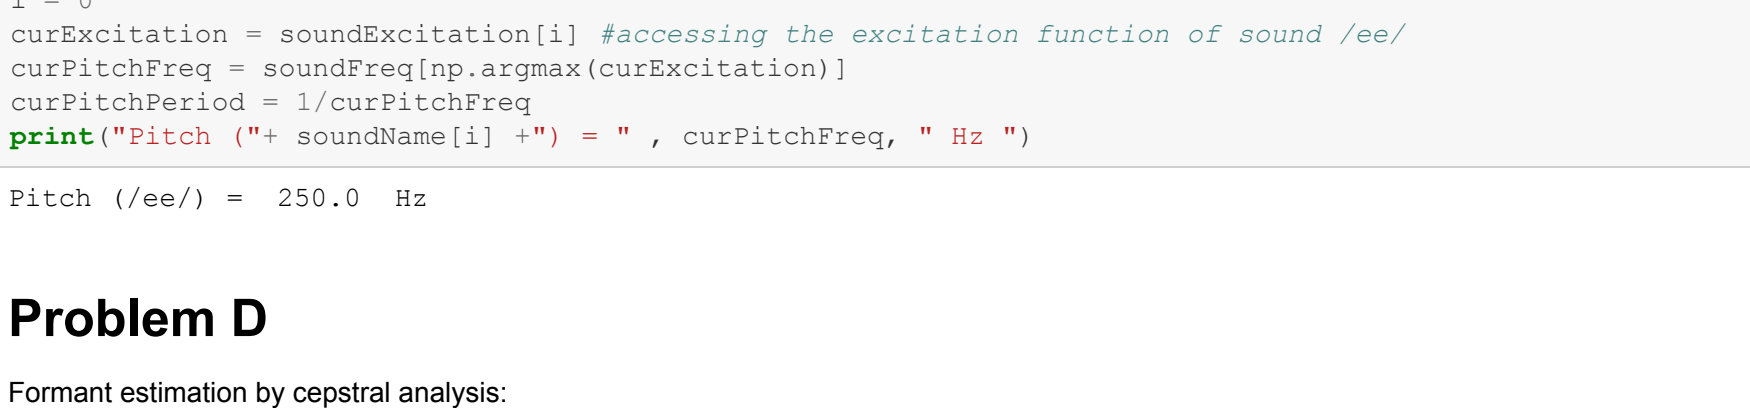 i = 0
curExcitation = soundExcitation[i] #accessing the excitation function of sound /ee/
curPitchFreq = soundFreq[np.argmax(curExcitation)]
curPitchPeriod = 1/curPitchFreq
print("Pitch ("+ soundName[i] +") = " , curPitchFreq, " Hz ")
Pitch (/ee/) =  250.0  Hz
Problem D
Formant estimation by cepstral analysis: